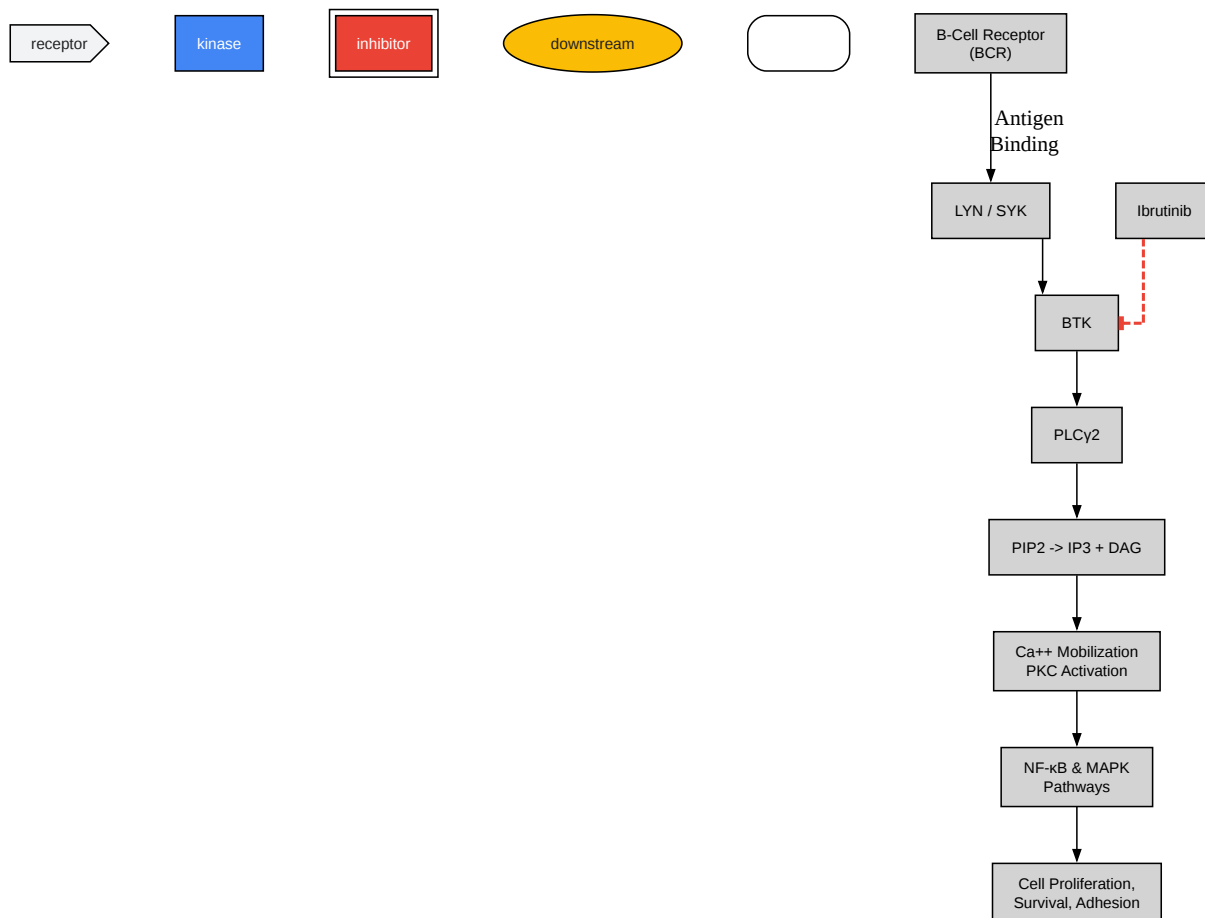 receptor
kinase
inhibitor
downstream
B-Cell Receptor
(BCR)
Antigen
Binding
LYN / SYK
Ibrutinib
BTK
PLCγ2
PIP2 -> IP3 + DAG
Ca++ Mobilization
PKC Activation
NF-κB & MAPK
Pathways
Cell Proliferation,
Survival, Adhesion